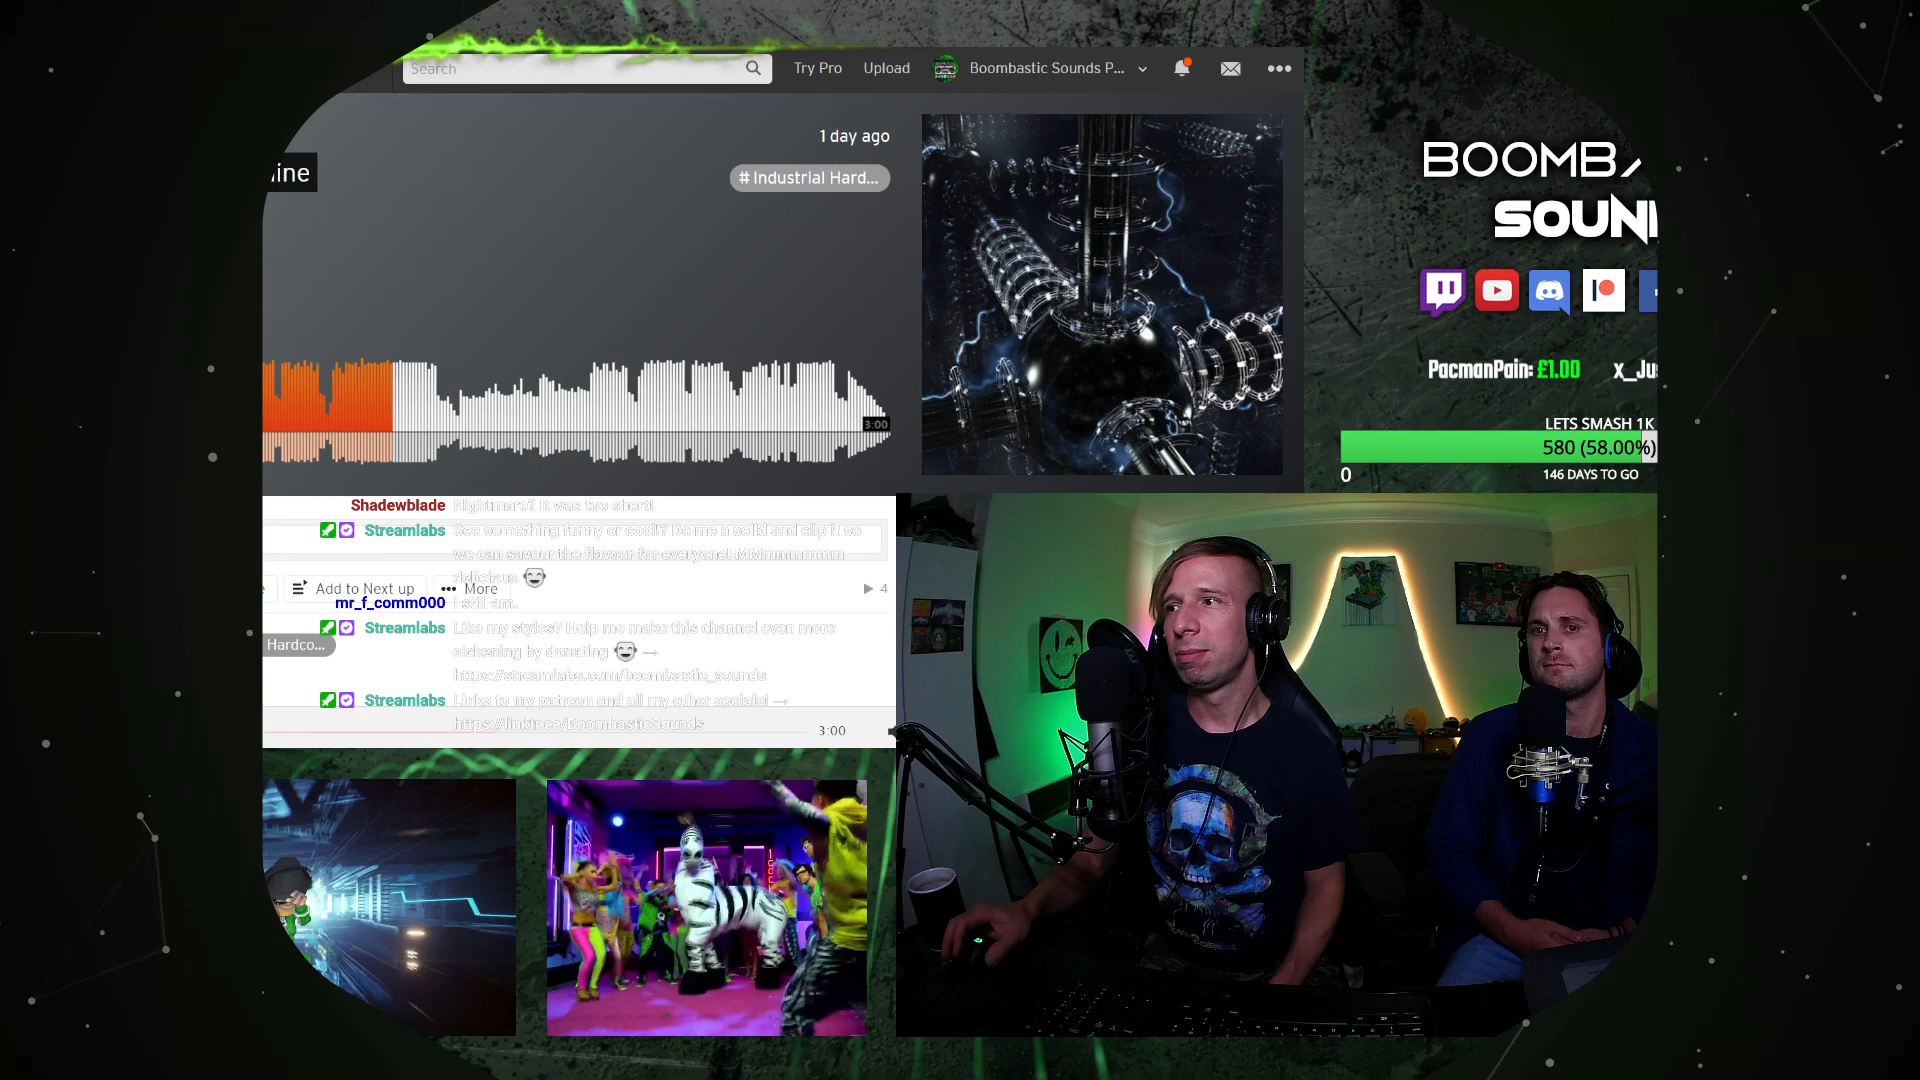 Search
Try Pro
Upload
Boombastic Sounds P...
1 day ago
# Industrial Hard...
ine
3:00
BOOMB
SOUN
PacmanPain: £1.00
x_Ju
LETS SMASH 1K
580 (58.00%)
0
146 DAYS TO GO
Shadewblade Nightmare? It was too short!
Streamlabs See something funny or cool? Do me a solid and clip it so
we can savour the flavour for everyone! MMmmmmmm
delicious
Add to Next up
More
4
mr_f_comm000 I still am.
Streamlabs Like my styles? Help me make this channel even more
sickening by donating →
Hardco...
https://streamlabs.com/boombastic_sounds
Streamlabs Links to my patreon and all my other socials! →
https://linktr.ee/BoombasticSounds
3:00